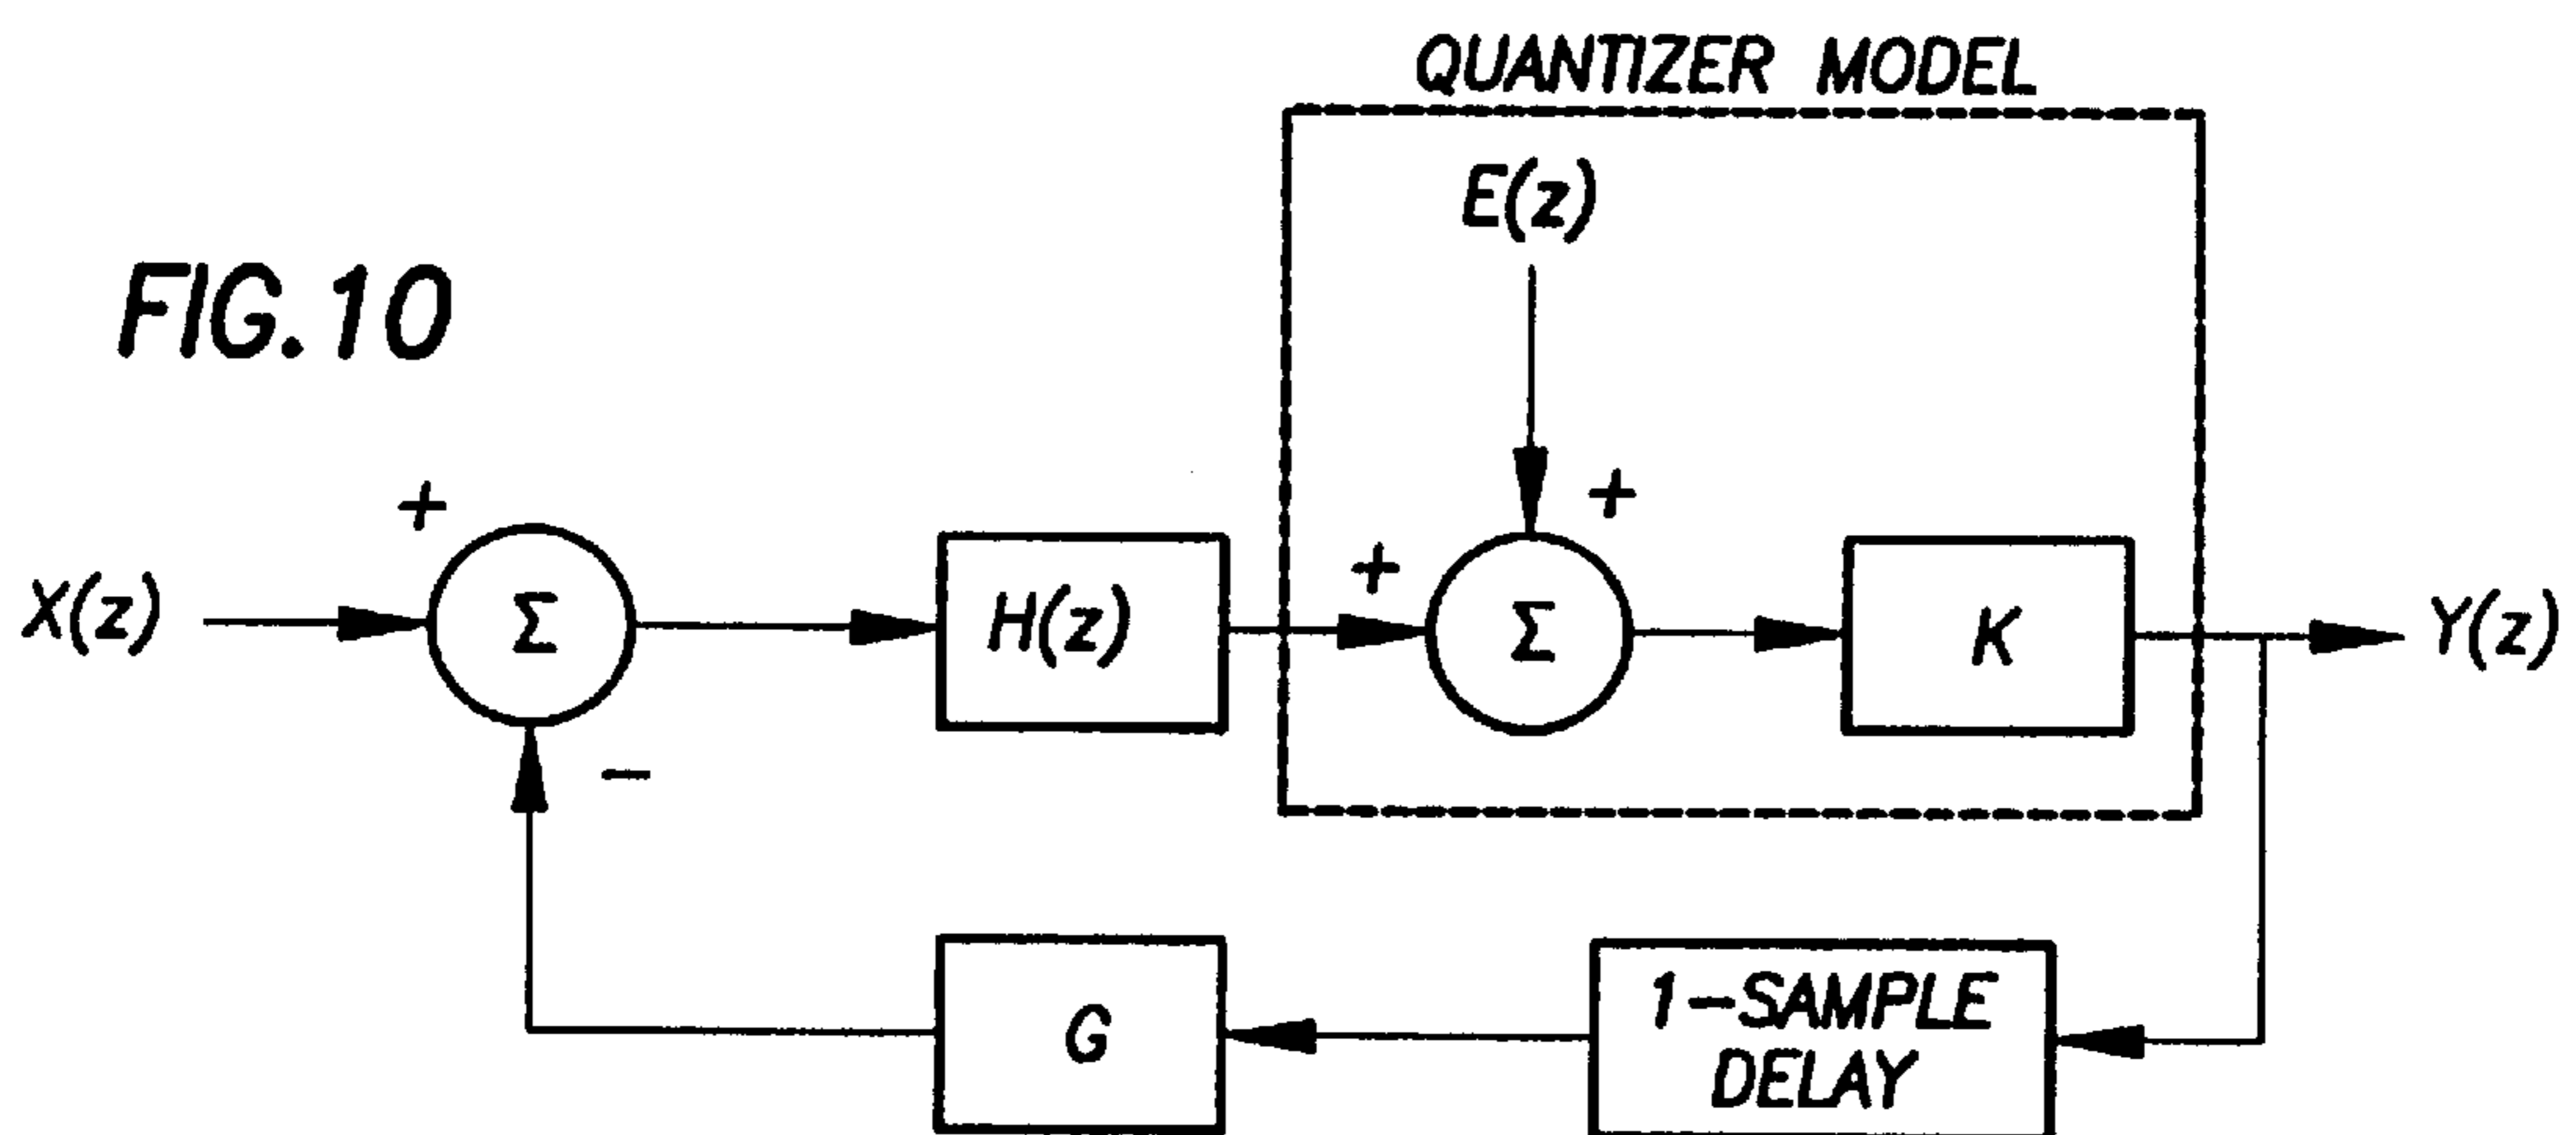 QUANTIZER MODEL
E(z)
FIG. 10
+
+
+
X(z)
Σ
H(z)
Σ
K
Y(z)
−
G
1-SAMPLE
DELAY